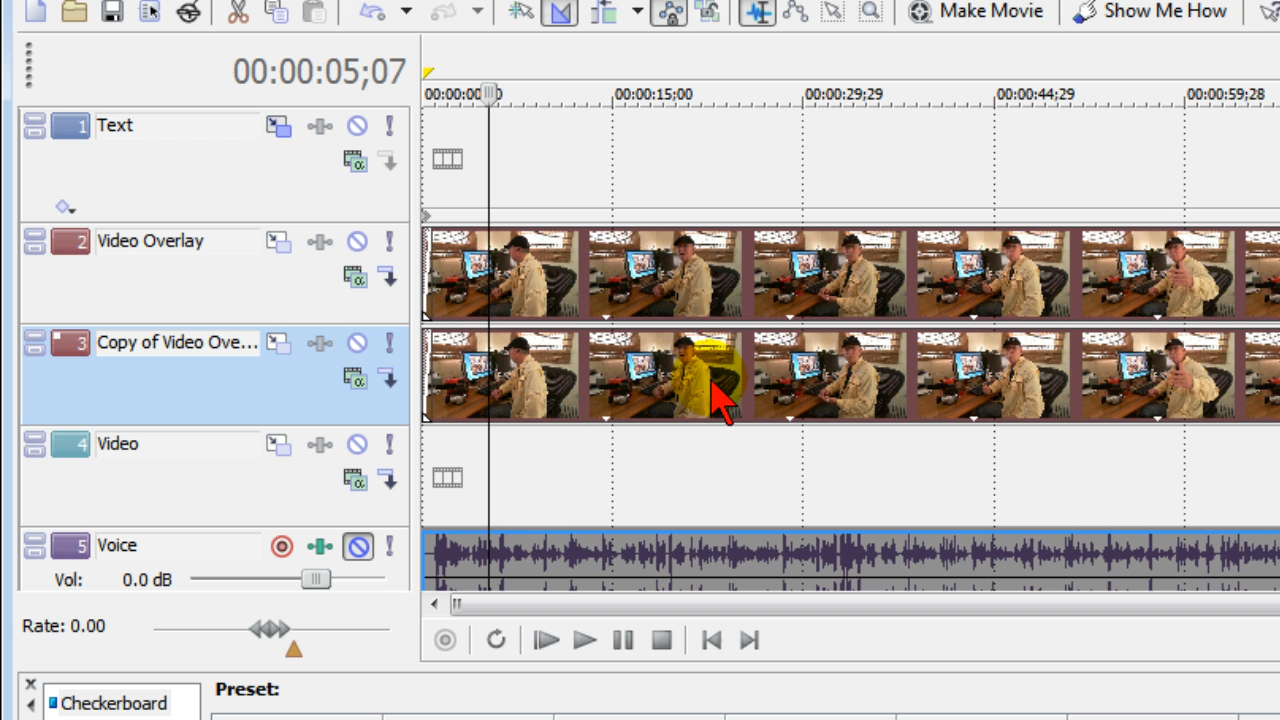 Make Movie
Show Me How
00:00:05;07
00:00:00
00:00:15;00
00:00:29;29
00:00:44;29
00:00:59;28
1
Text
2
Video Overlay
3
Copy of Video Ove...
4
Video
5
Voice
Vol:
0.0 dB
Rate: 0.00
Preset:
Checkerboard